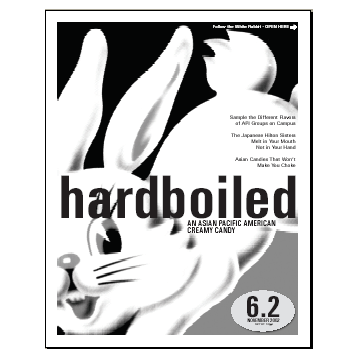 Follow the White Rabbit - OPEN HERE
Sample the Different Flavors
of API Groups on Campus
The Japanese Hilton Sisters
Melt in Your Mouth
Not in Your Hand
Asian Candies That Won't
Make You Choke
hardboiled
AN ASIAN PACIFIC AMERICAN
CREAMY CANDY
6.2
NOVEMBER 2002